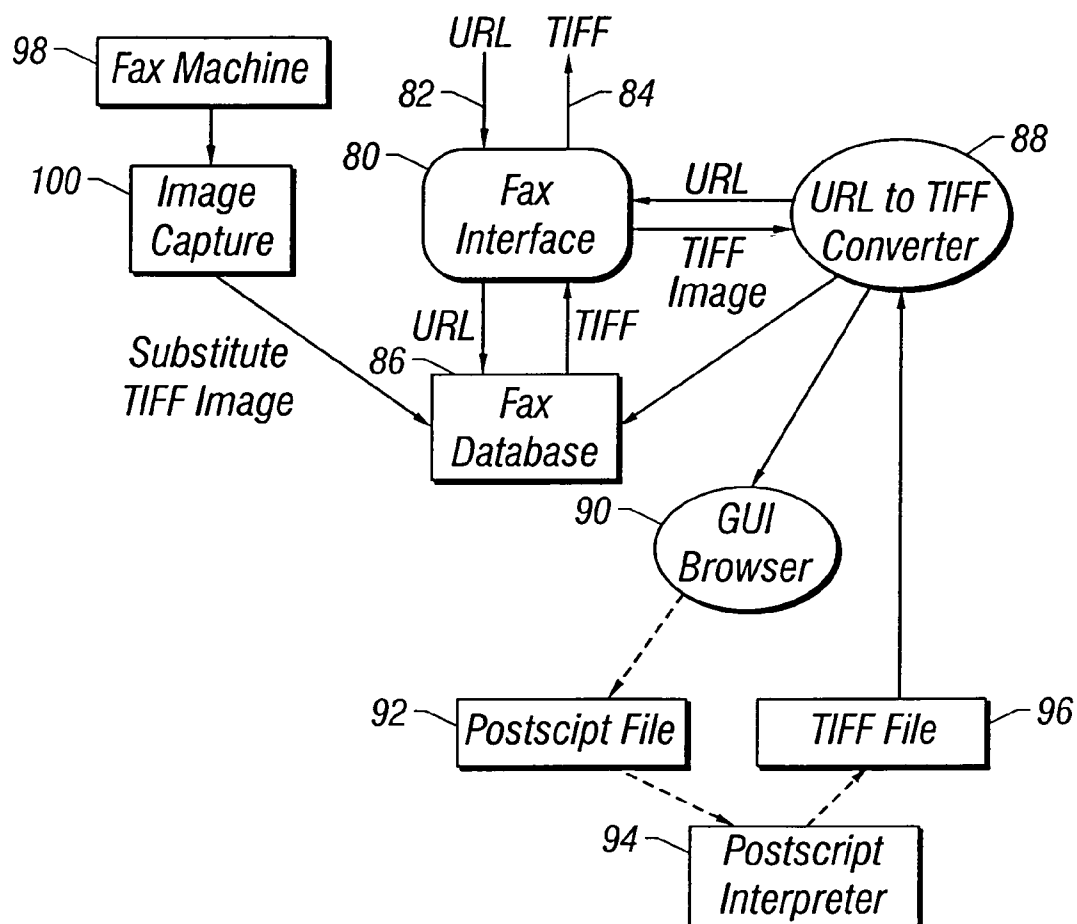 URL TIFF
98
Fax Machine
82
84
80
88
100
Image
Capture
Fax
Interface
URL
URL to TIFF
Converter
TIFF
Image
URL
TIFF
Substitute
TIFF Image
86
Fax
Database
90
GUI
Browser
92
Postscipt File
TIFF File
96
94
Postscript
Interpreter